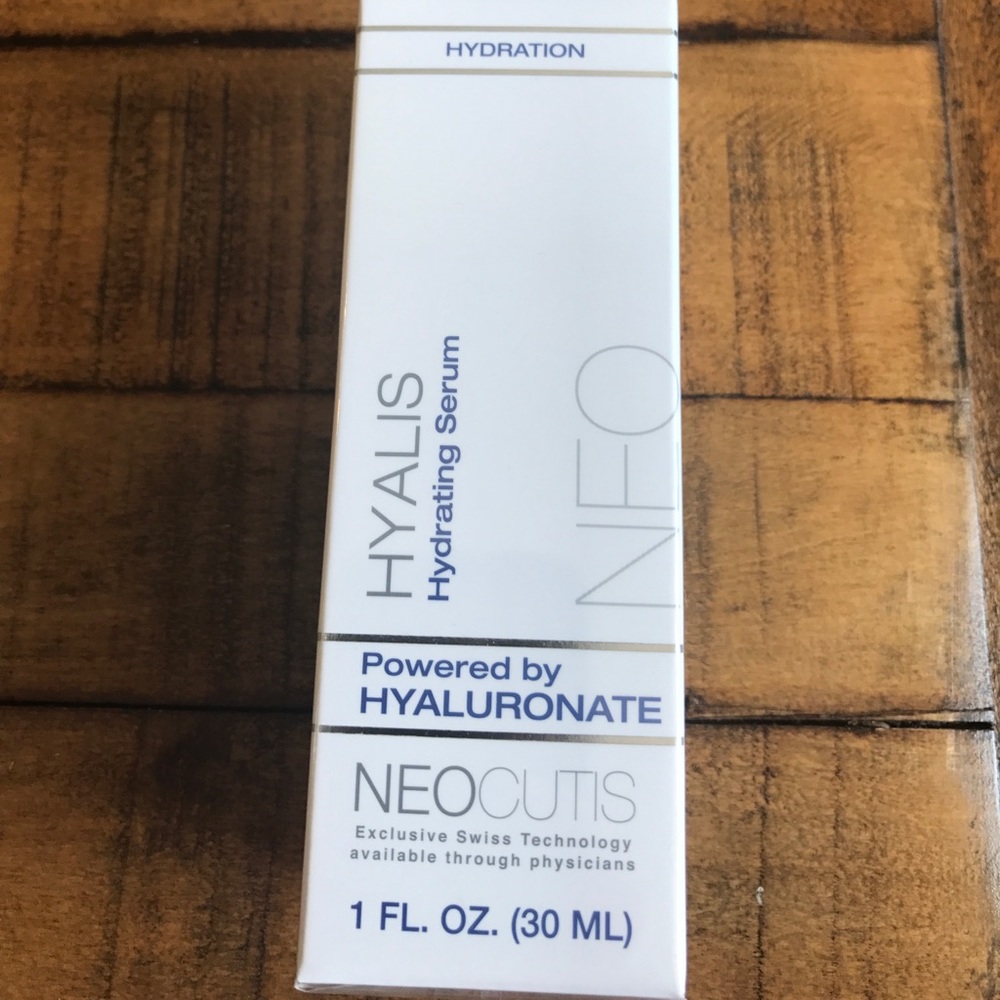 HYDRATION
HYALIS
Hydrating Serum
NEO
Powered by
HYALURONATE
NEOCUTIS
Exclusive Swiss Technology
available through physicians
1 FL. OZ. (30 ML)